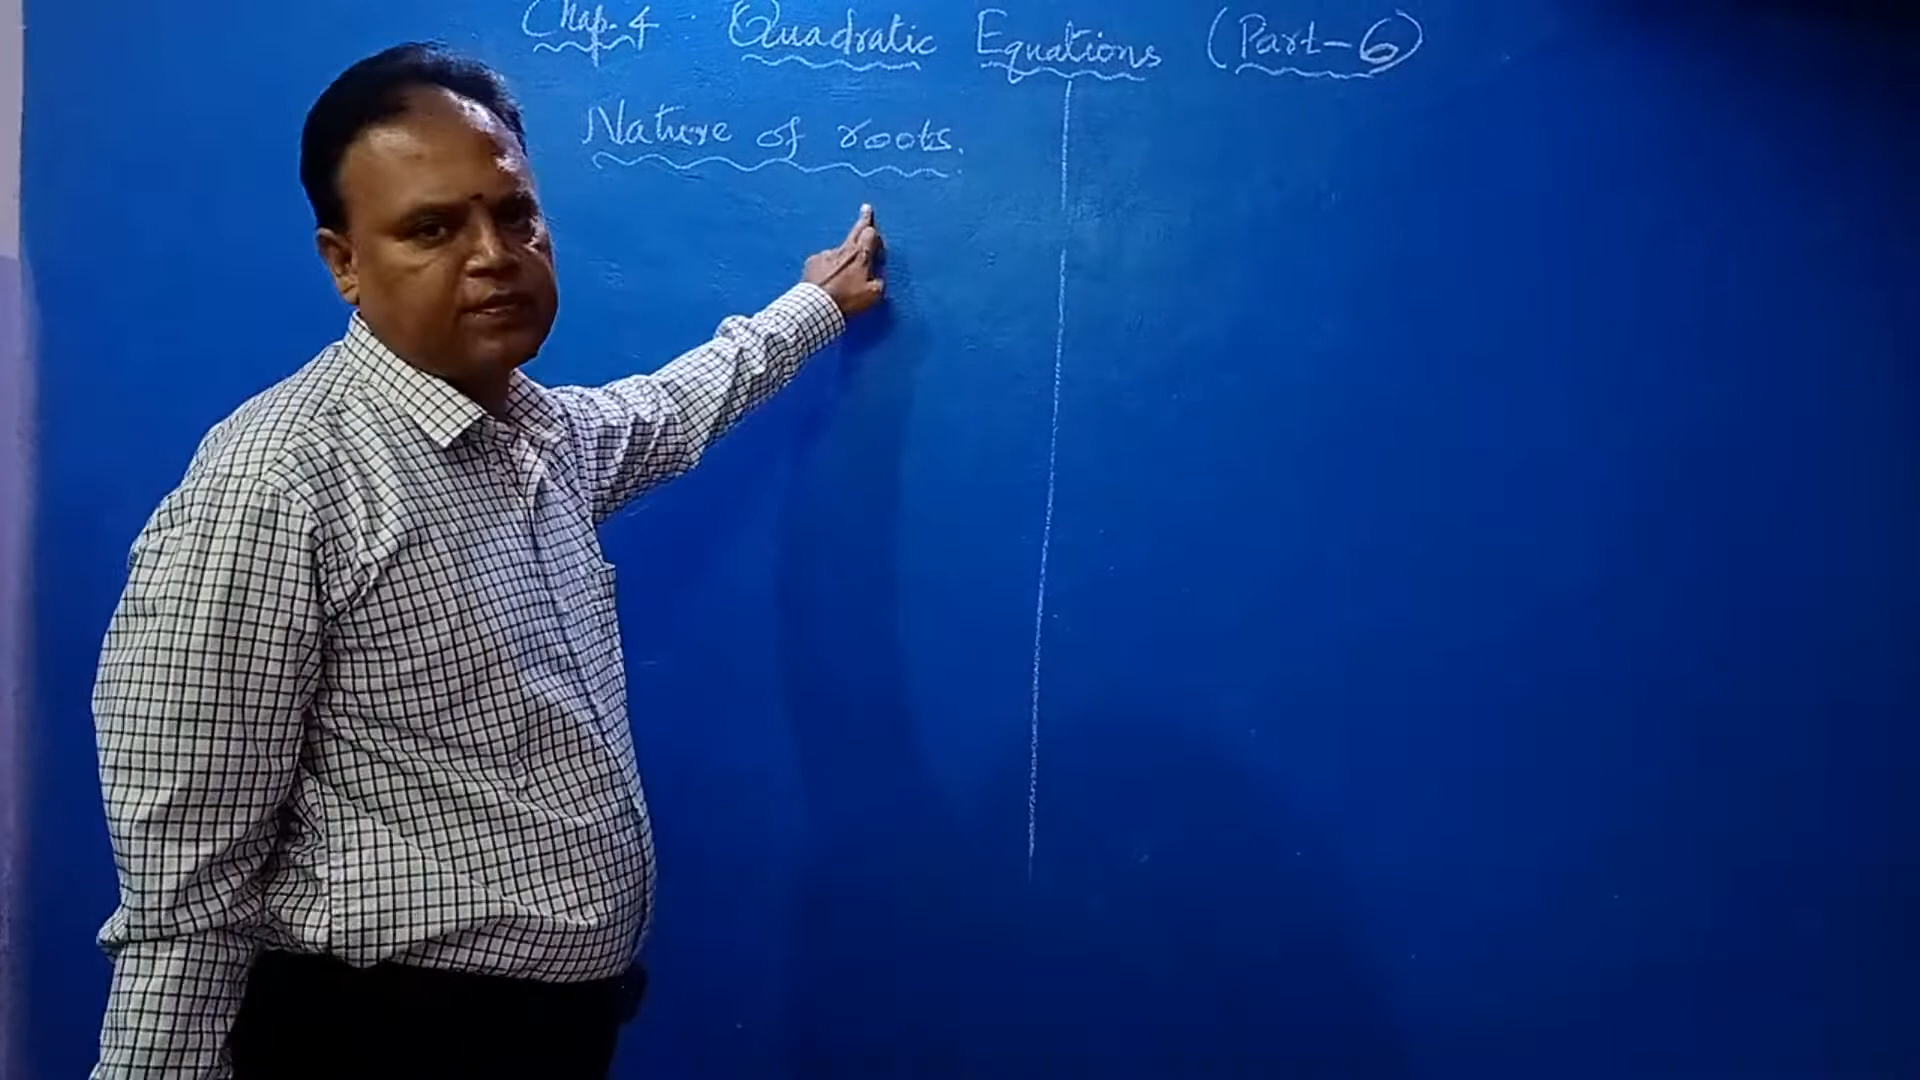 Chap. 4 : Quadratic Equations (Part-6)
Nature of roots.